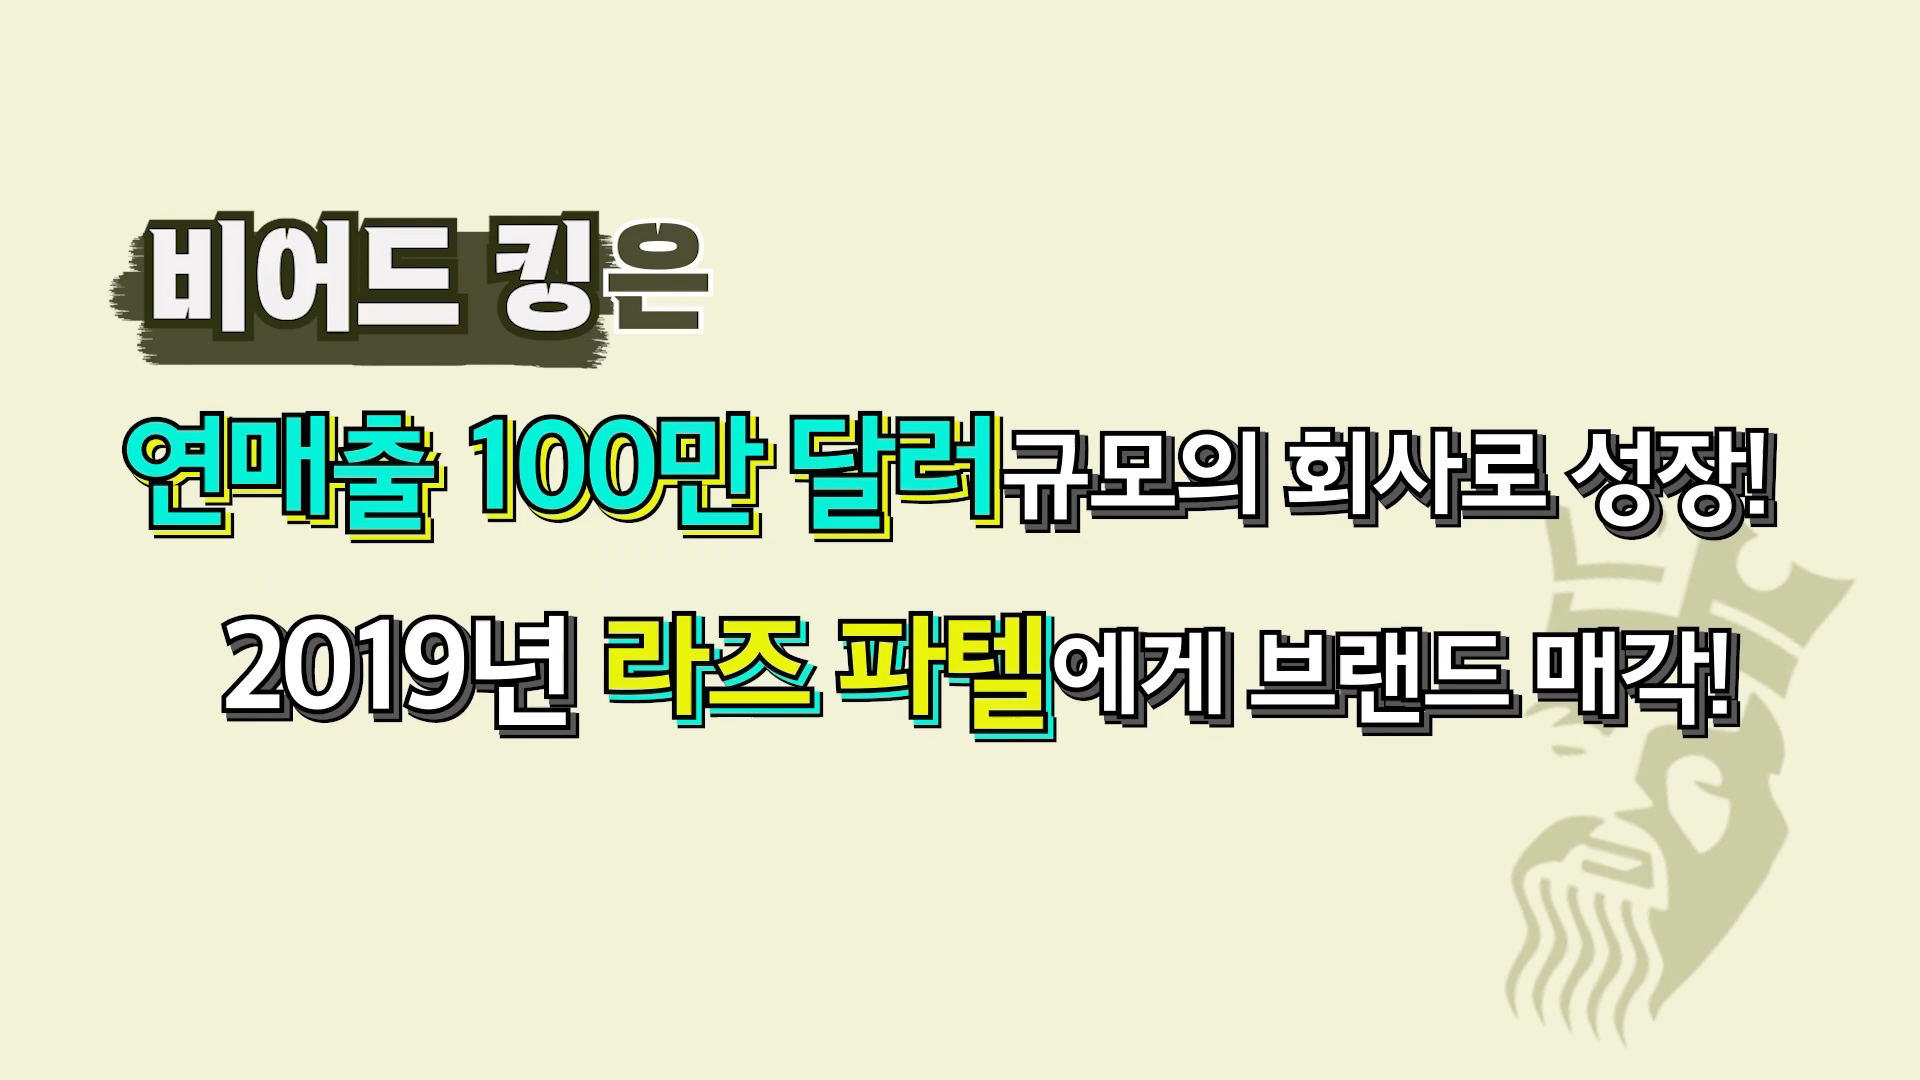 비어드 킹은
연매출 100만 달러규모의 회사로 성장!
2019년 라즈 파텔에게 브랜드 매각!